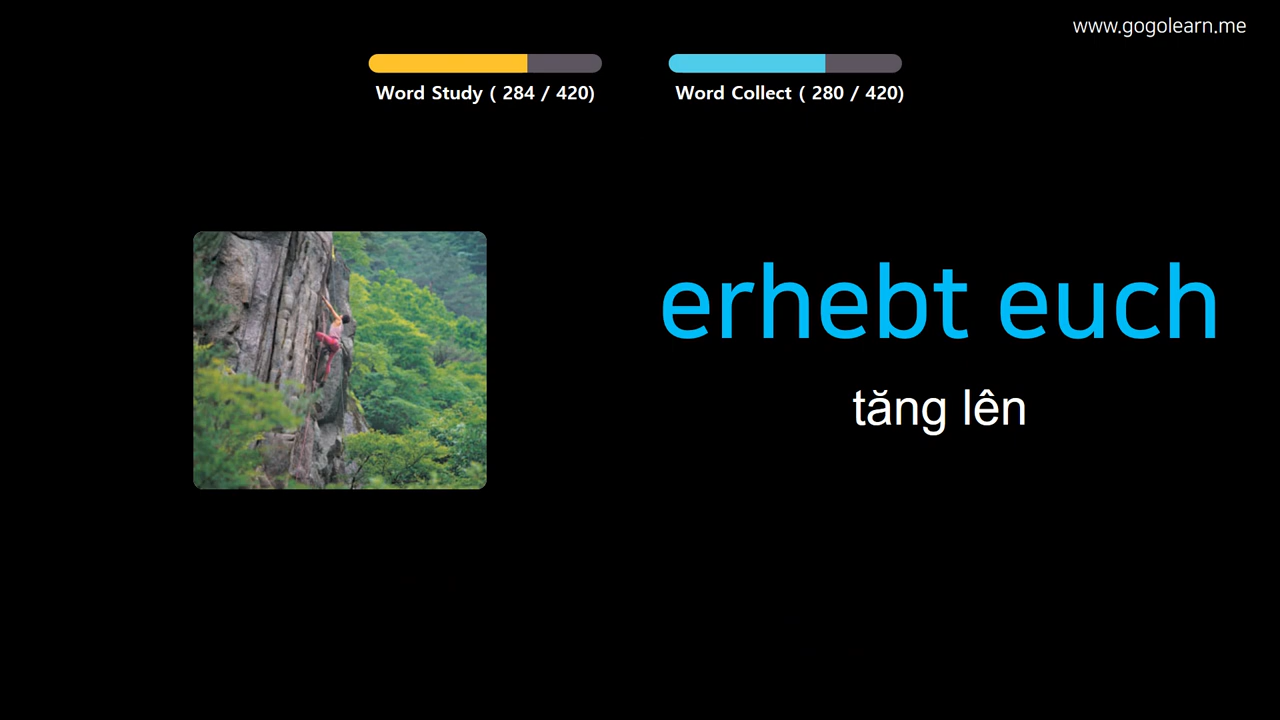 www.gogolearn.me
Word Study ( 284 / 420)
Word Collect ( 280 / 420)
erhebt euch
tăng lên